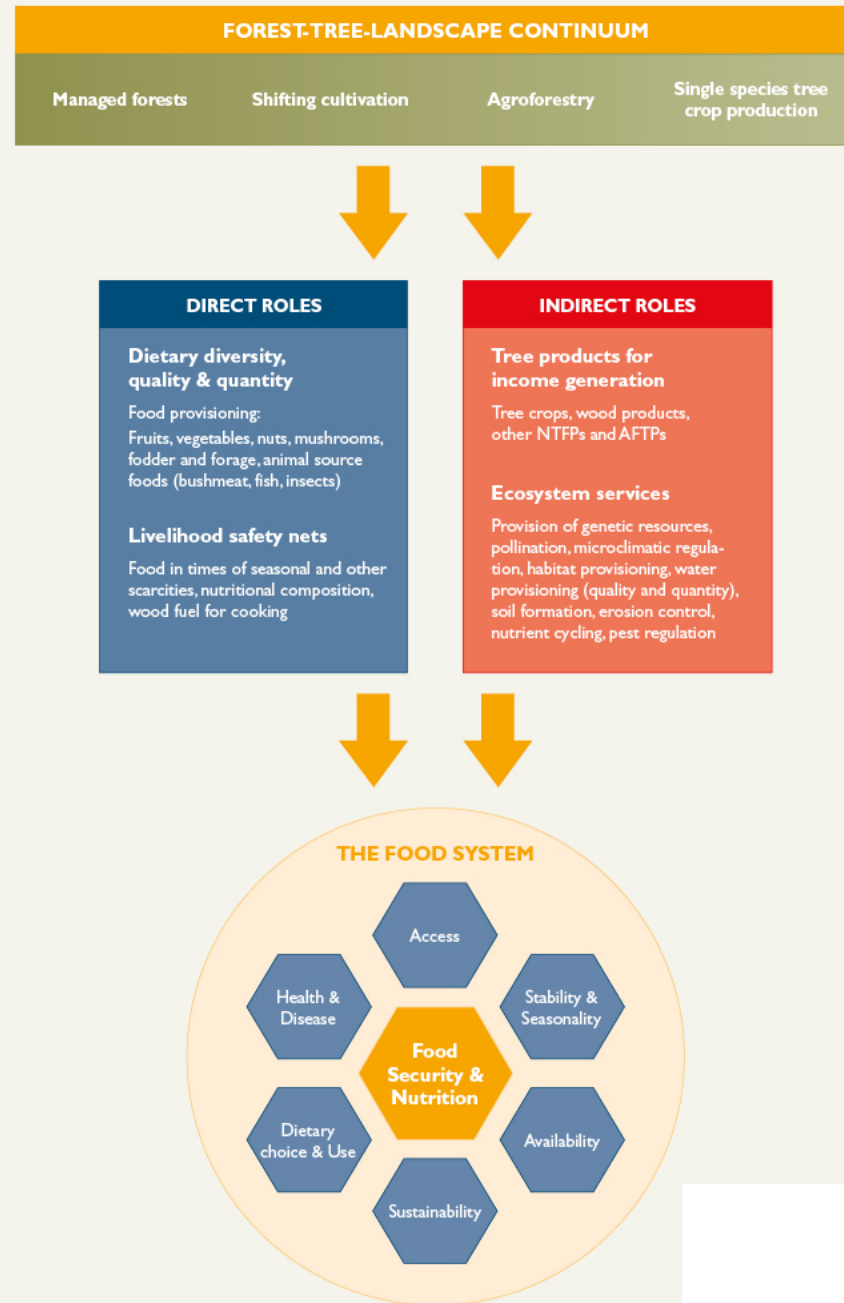 FOREST-TREE-LANDSCAPE CONTINUUM
Managed forests
Shifting cultivation
Agroforestry
Single species tree
crop production
DIRECT ROLES
Dietary diversity,
quality & quantity
Food provisioning:
Fruits, vegetables, nuts, mushrooms,
fodder and forage, animal source
foods (bushmeat, fish, insects)
Livelihood safety nets
Food in times of seasonal and other
scarcities, nutritional composition,
wood fuel for cooking
INDIRECT ROLES
Tree products for
income generation
Tree crops, wood products,
other NTFPs and AFTPs
Ecosystem services
Provision of genetic resources,
pollination, microclimatic regula-
tion, habitat provisioning, water
provisioning (quality and quantity),
soil formation, erosion control,
nutrient cycling, pest regulation
THE FOOD SYSTEM
Access
Health &
Disease
Stability &
Seasonality
Food
Security &
Nutrition
Dietary
choice & Use
Availability
Sustainability